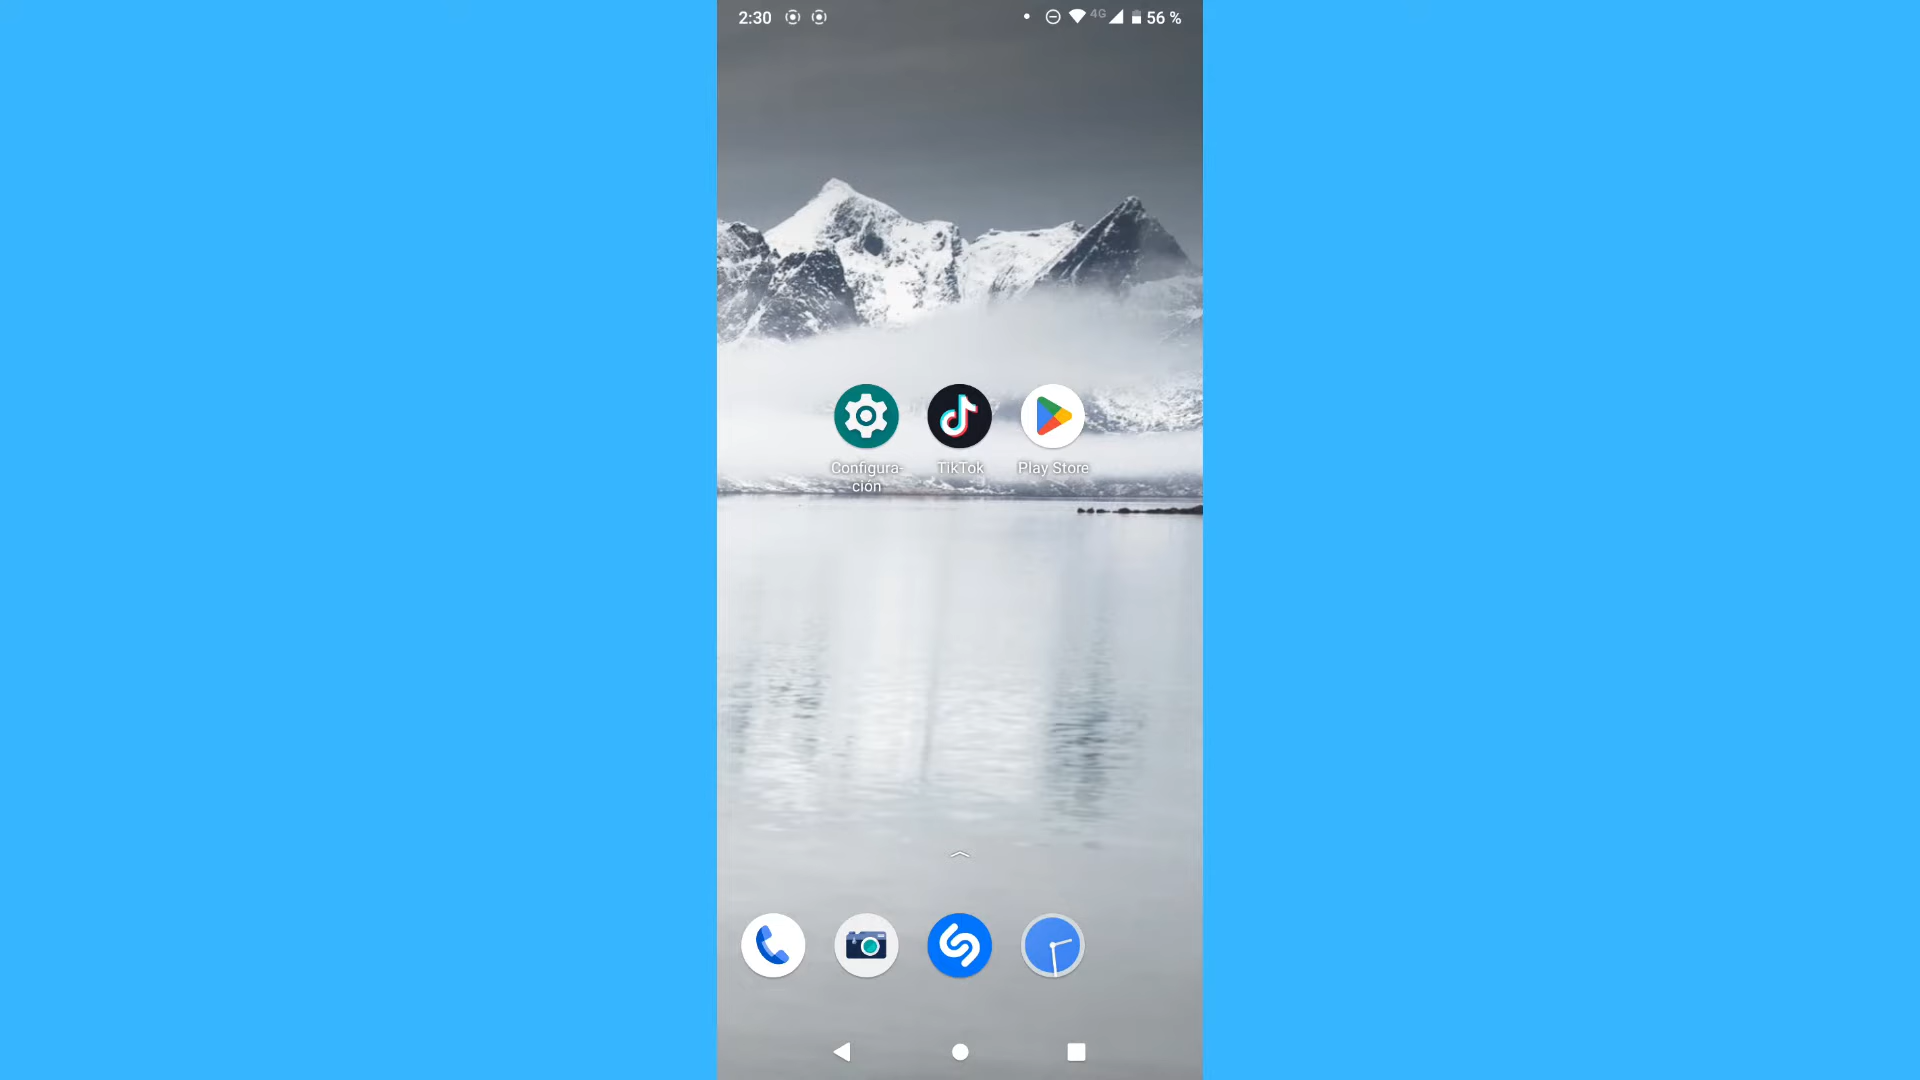 2:30
4G
56 %
Configura-
ción
TikTok
Play Store